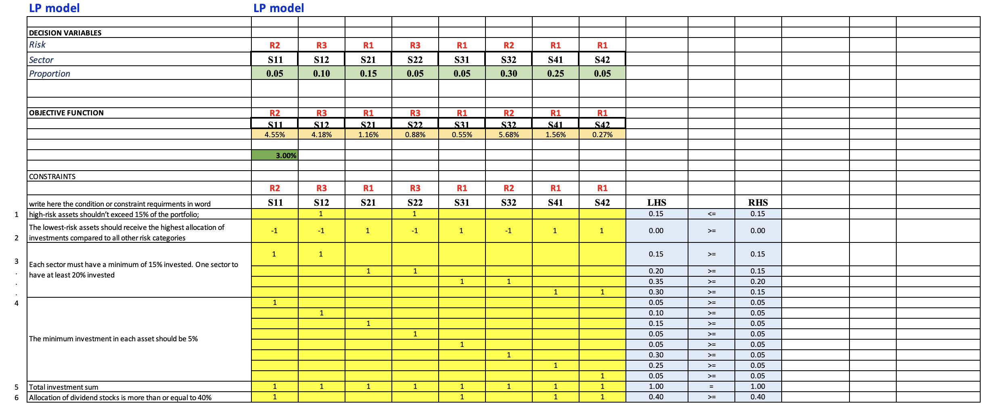 LP model LP model
DECISION VARIABLES
Risk R2 R3 R1 R3 R1 R2 R1 R1
Sector S11 S12 S21 S22 S31 S32 S41 S42
Proportion 0.05 0.10 0.15 0.05 0.05 0.30 0.25 0.05
OBJECTIVE FUNCTION R2 R3 R1 R3 R1 R2 R1 R1
S11 S12 S21 S22 S31 S32 S41 S42
4.55% 4.18% 1.16% 0.88% 0.55% 5.68% 1.56% 0.27%
3.00%
CONSTRAINTS
R2 R3 R1 R3 R1 R2 R1 R1
write here the condition or constraint requirments in word S11 S12 S21 S22 S31 S32 S41 S42 LHS RHS
1 high-risk assets shouldn’t exceed 15% of the portfolio; 1 1 0.15 <= 0.15
The lowest-risk assets should receive the highest allocation of
-1 -1 1 -1 1 -1 1 1 0.00 >= 0.00
2 investments compared to all other risk categories
1 1 0.15 >= 0.15
3 Each sector must have a minimum of 15% invested. One sector to
. have at least 20% invested 1 1 0.20 >= 0.15
. 1 1 0.35 >= 0.20
. 1 1 0.30 >= 0.15
4 1 0.05 >= 0.05
1 0.10 >= 0.05
1 0.15 >= 0.05
The minimum investment in each asset should be 5% 1 0.05 >= 0.05
1 0.05 >= 0.05
1 0.30 >= 0.05
1 0.25 >= 0.05
1 0.05 >= 0.05
5 Total investment sum 1 1 1 1 1 1 1 1 1.00 = 1.00
6 Allocation of dividend stocks is more than or equal to 40% 1 1 1 1 0.40 >= 0.40